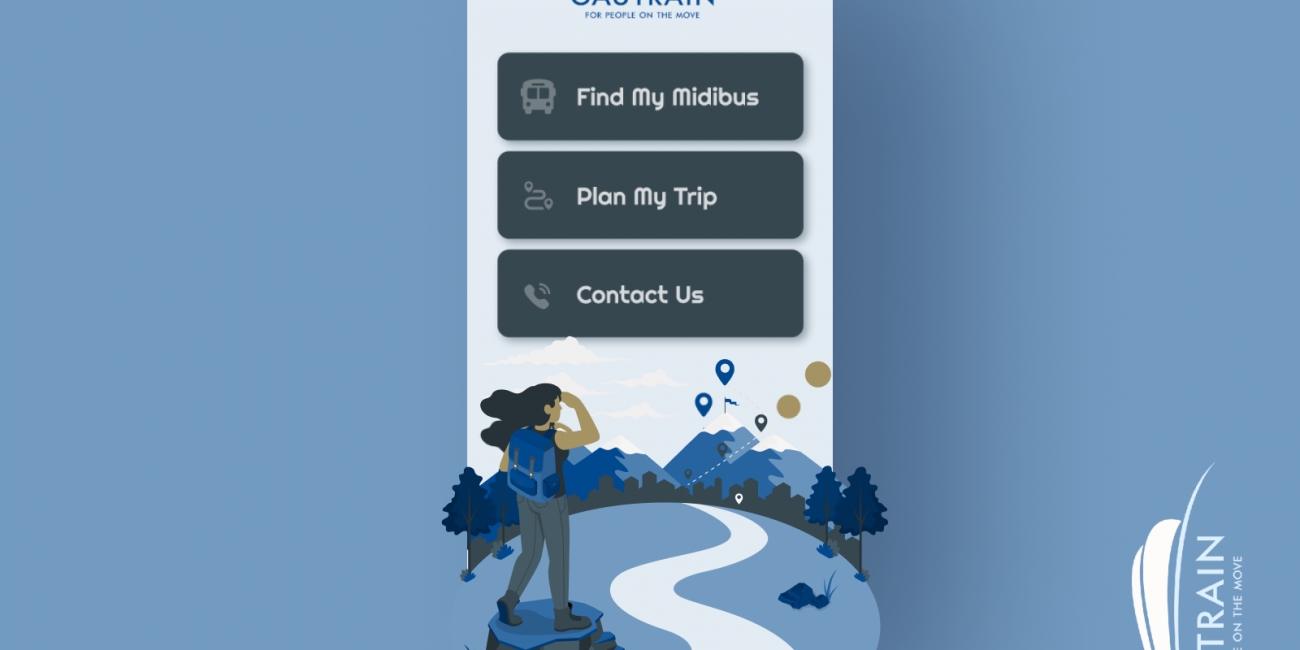 GAUTRAIN
FOR PEOPLE ON THE MOVE
Find My Midibus
Plan My Trip
Contact Us
TRAIN
ON THE MOVE